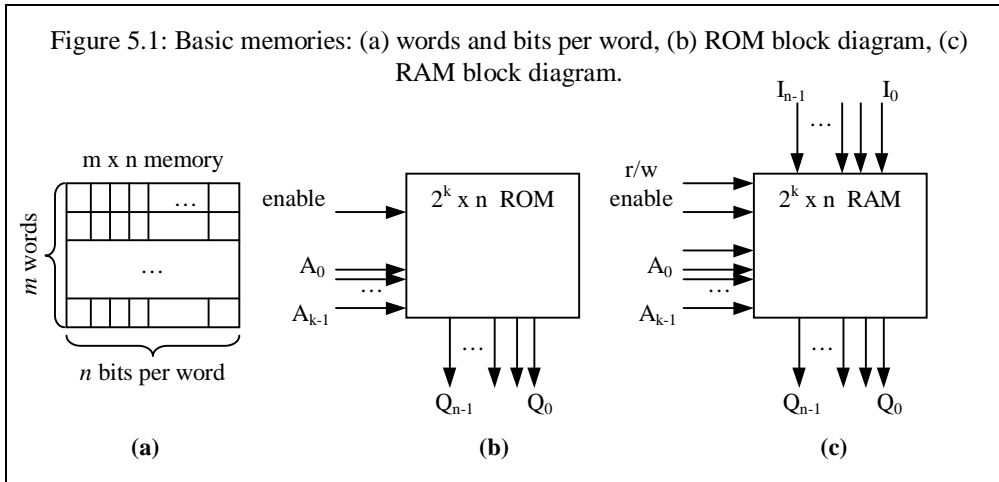 Figure 5.1: Basic memories: (a) words and bits per word, (b) ROM block diagram, (c)
RAM block diagram.
m x n memory
…
…
m words
n bits per word
(a)
enable
2^k x n ROM
A_0
…
A_{k-1}
…
Q_{n-1} Q_0
(b)
I_{n-1} I_0
…
r/w
enable
2^k x n RAM
A_0
…
A_{k-1}
…
Q_{n-1} Q_0
(c)